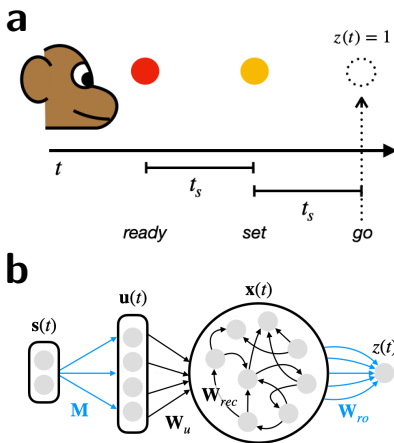 a
z(t) = 1
t
t_s
t_s
ready set go
b
x(t)
u(t)
s(t)
z(t)
W_rec
M
W_u
W_ro